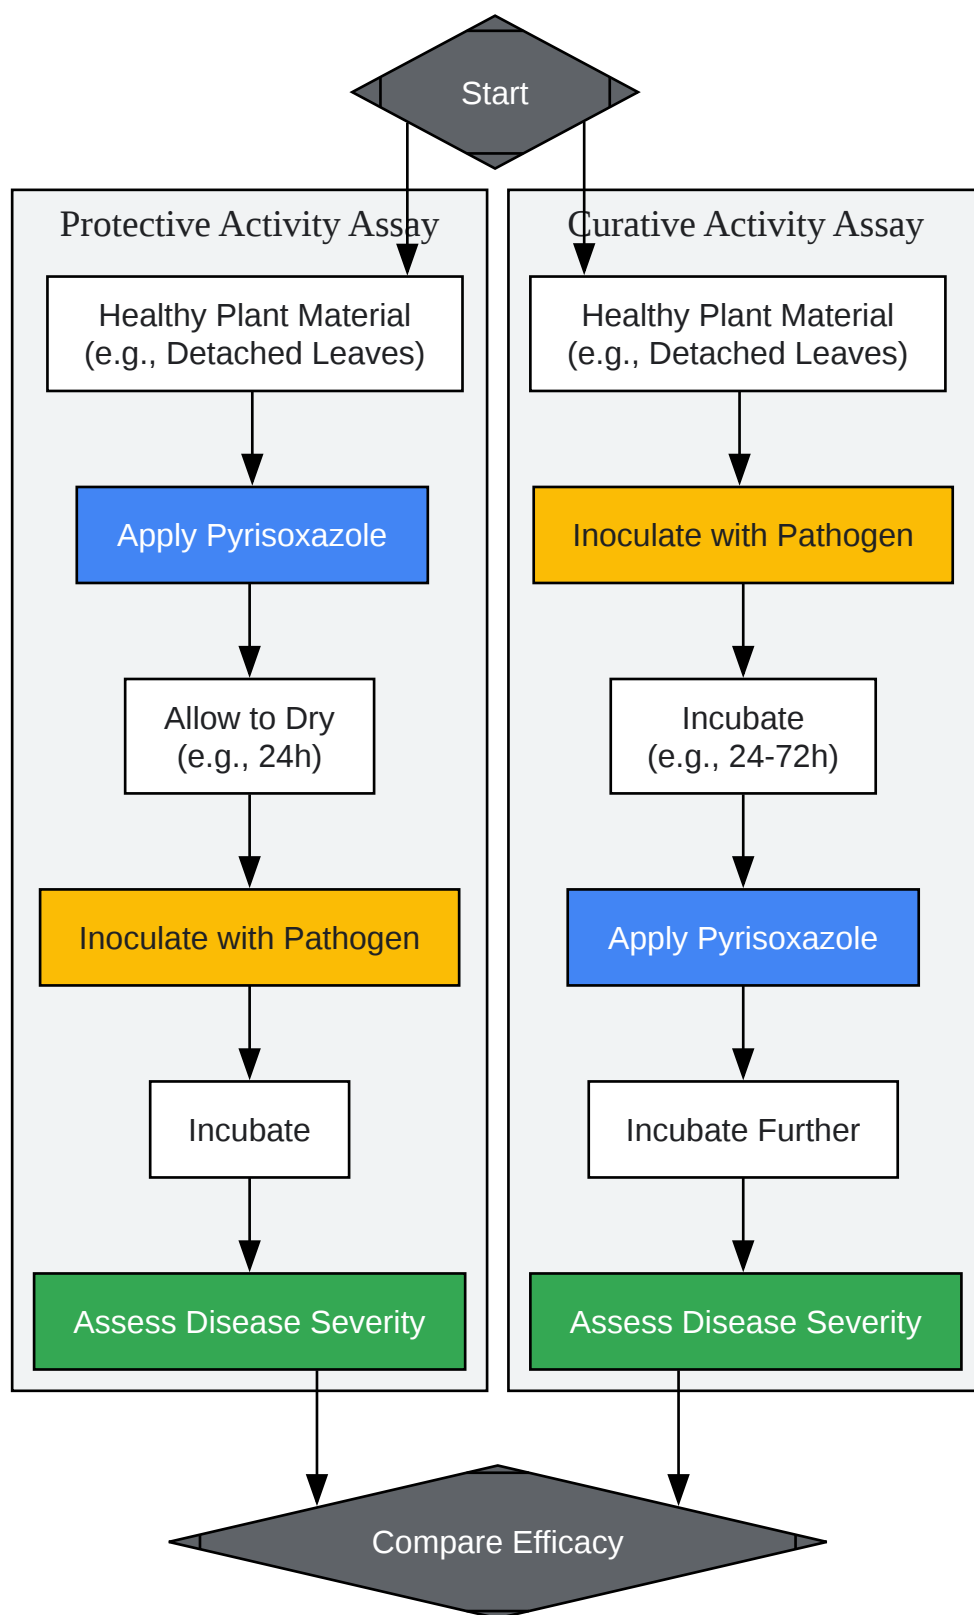 Start
Protective Activity Assay
Healthy Plant Material
(e.g., Detached Leaves)
Apply Pyrisoxazole
Allow to Dry
(e.g., 24h)
Inoculate with Pathogen
Incubate
Assess Disease Severity
Curative Activity Assay
Healthy Plant Material
(e.g., Detached Leaves)
Inoculate with Pathogen
Incubate
(e.g., 24-72h)
Apply Pyrisoxazole
Incubate Further
Assess Disease Severity
Compare Efficacy